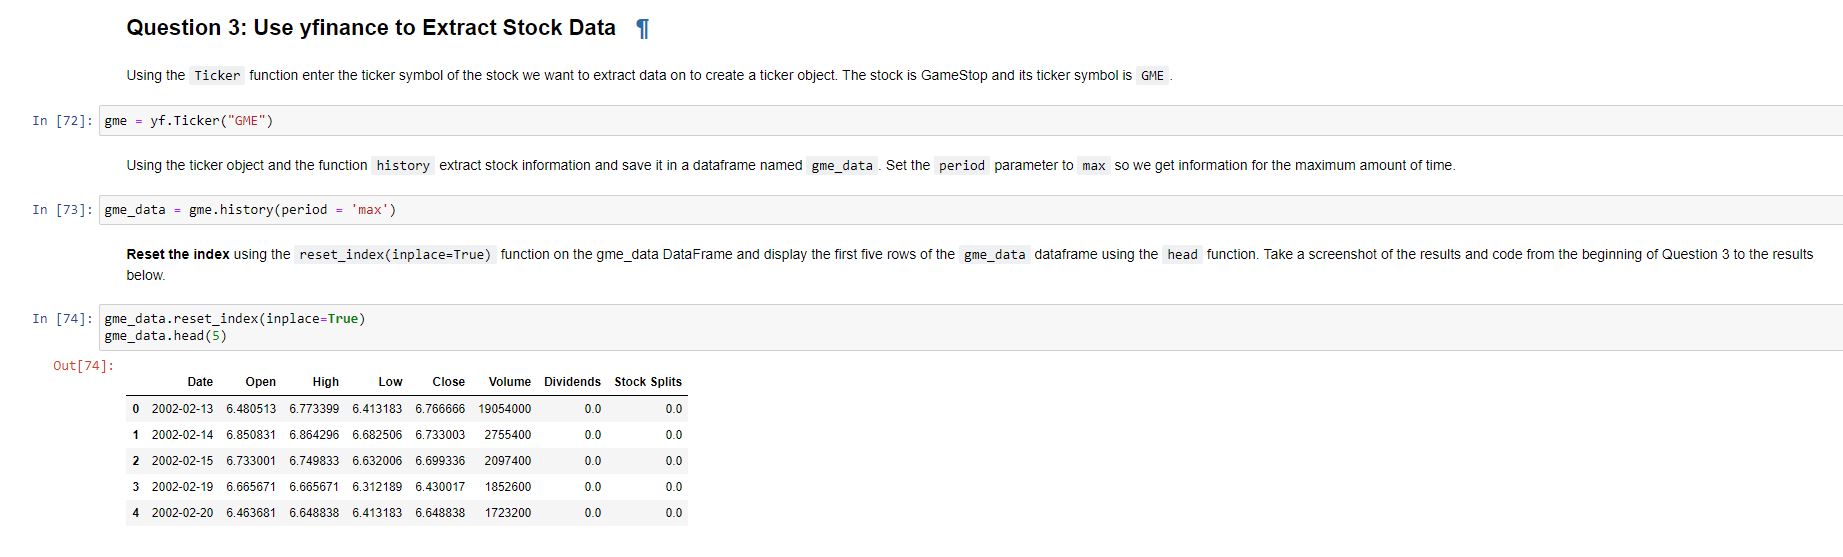 Question 3: Use yfinance to Extract Stock Data ¶
Using the Ticker function enter the ticker symbol of the stock we want to extract data on to create a ticker object. The stock is GameStop and its ticker symbol is GME .
In [72]: gme = yf.Ticker("GME")
Using the ticker object and the function history extract stock information and save it in a dataframe named gme_data . Set the period parameter to max so we get information for the maximum amount of time.
In [73]: gme_data = gme.history(period = 'max')
Reset the index using the reset_index(inplace=True) function on the gme_data DataFrame and display the first five rows of the gme_data dataframe using the head function. Take a screenshot of the results and code from the beginning of Question 3 to the results
below.
In [74]: gme_data.reset_index(inplace=True)
gme_data.head(5)
Out[74]:
Date Open High Low Close Volume Dividends Stock Splits
0 2002-02-13 6.480513 6.773399 6.413183 6.766666 19054000 0.0 0.0
1 2002-02-14 6.850831 6.864296 6.682506 6.733003 2755400 0.0 0.0
2 2002-02-15 6.733001 6.749833 6.632006 6.699336 2097400 0.0 0.0
3 2002-02-19 6.665671 6.665671 6.312189 6.430017 1852600 0.0 0.0
4 2002-02-20 6.463681 6.648838 6.413183 6.648838 1723200 0.0 0.0